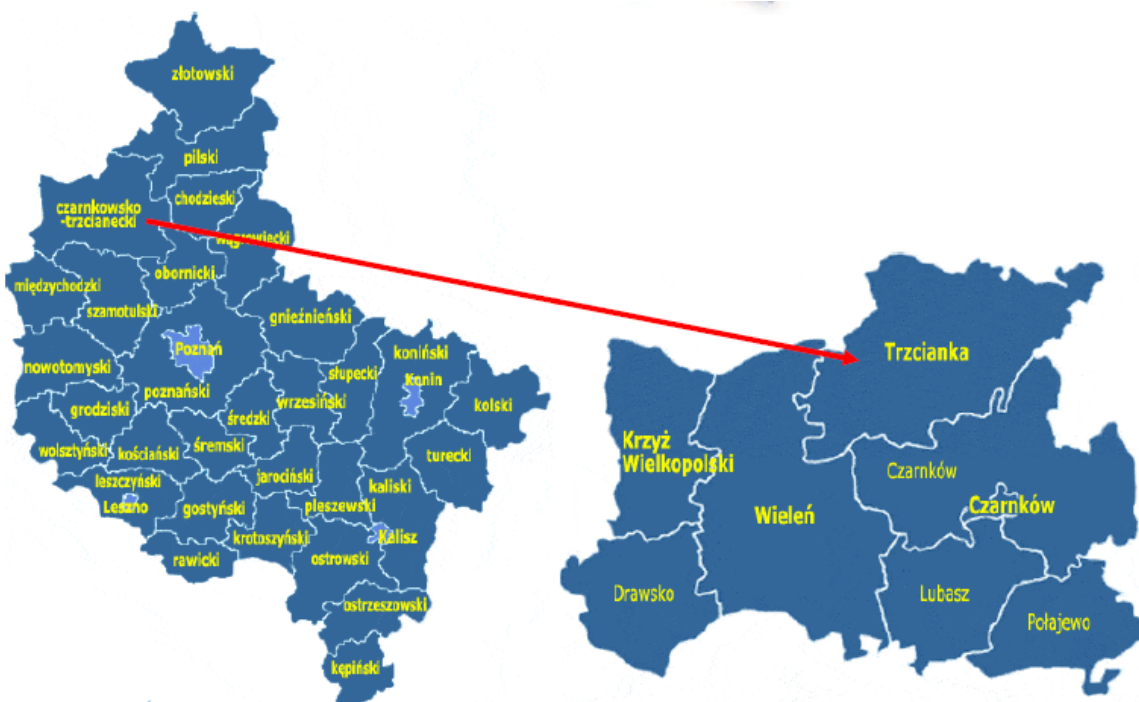 złotowski
pilski
chodzieski
czarnkowsko
-trzcianecki
wągrowiecki
obornicki
międzychodzki
szamotulski
gnieźnieński
Poznań
koniński
nowotomyski
słupecki
Konin
poznański
wrzesiński
kolski
grodziski
średzki
śremski
wolsztyński
kościański
turecki
leszczyński
jarociński
kaliski
Leszno
gostyński
pleszewski
krotoszyński
Kalisz
rawicki
ostrowski
ostrzeszowski
kępiński
Trzcianka
Krzyż
Wielkopolski
Czarnków
Czarnków
Wieleń
Drawsko
Lubasz
Połajewo